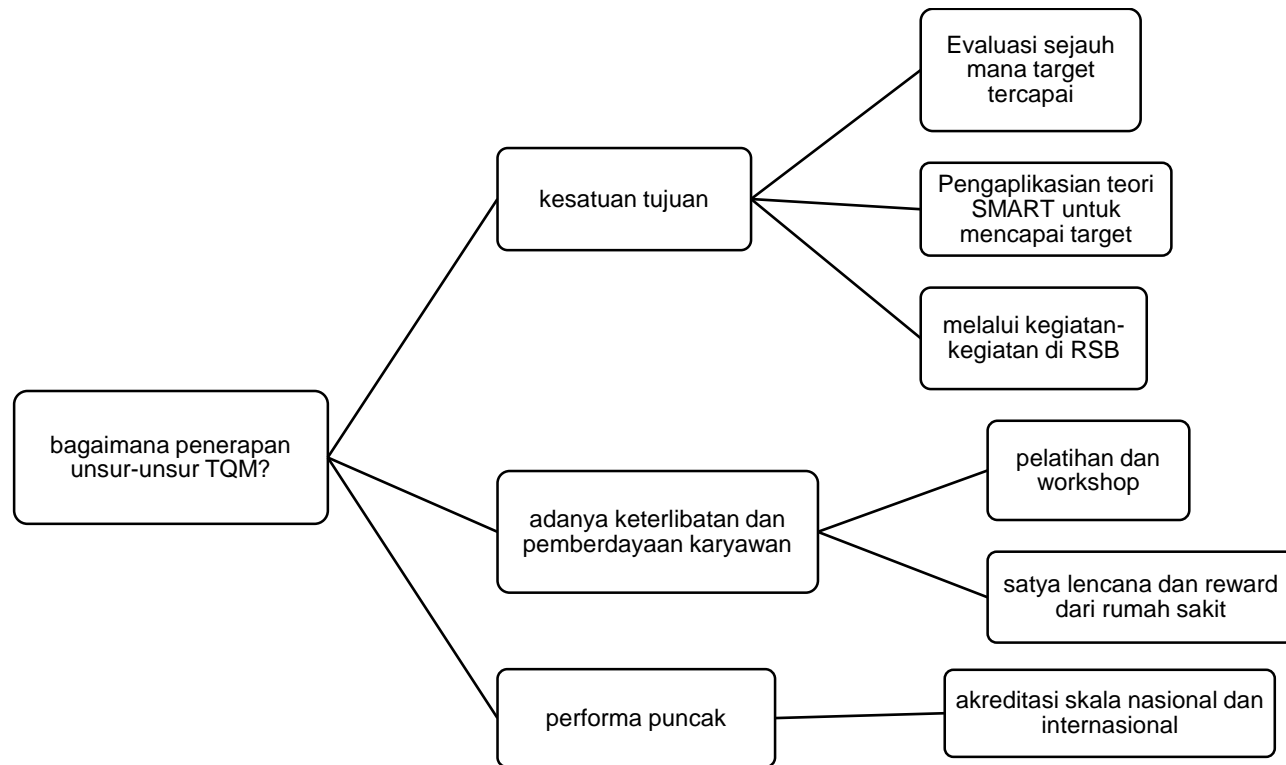 bagaimana penerapan
unsur-unsur TQM?
kesatuan tujuan
Evaluasi sejauh
mana target
tercapai
Pengaplikasian teori
SMART untuk
mencapai target
melalui kegiatan-
kegiatan di RSB
adanya keterlibatan dan
pemberdayaan karyawan
pelatihan dan
workshop
satya lencana dan reward
dari rumah sakit
performa puncak
akreditasi skala nasional dan
internasional